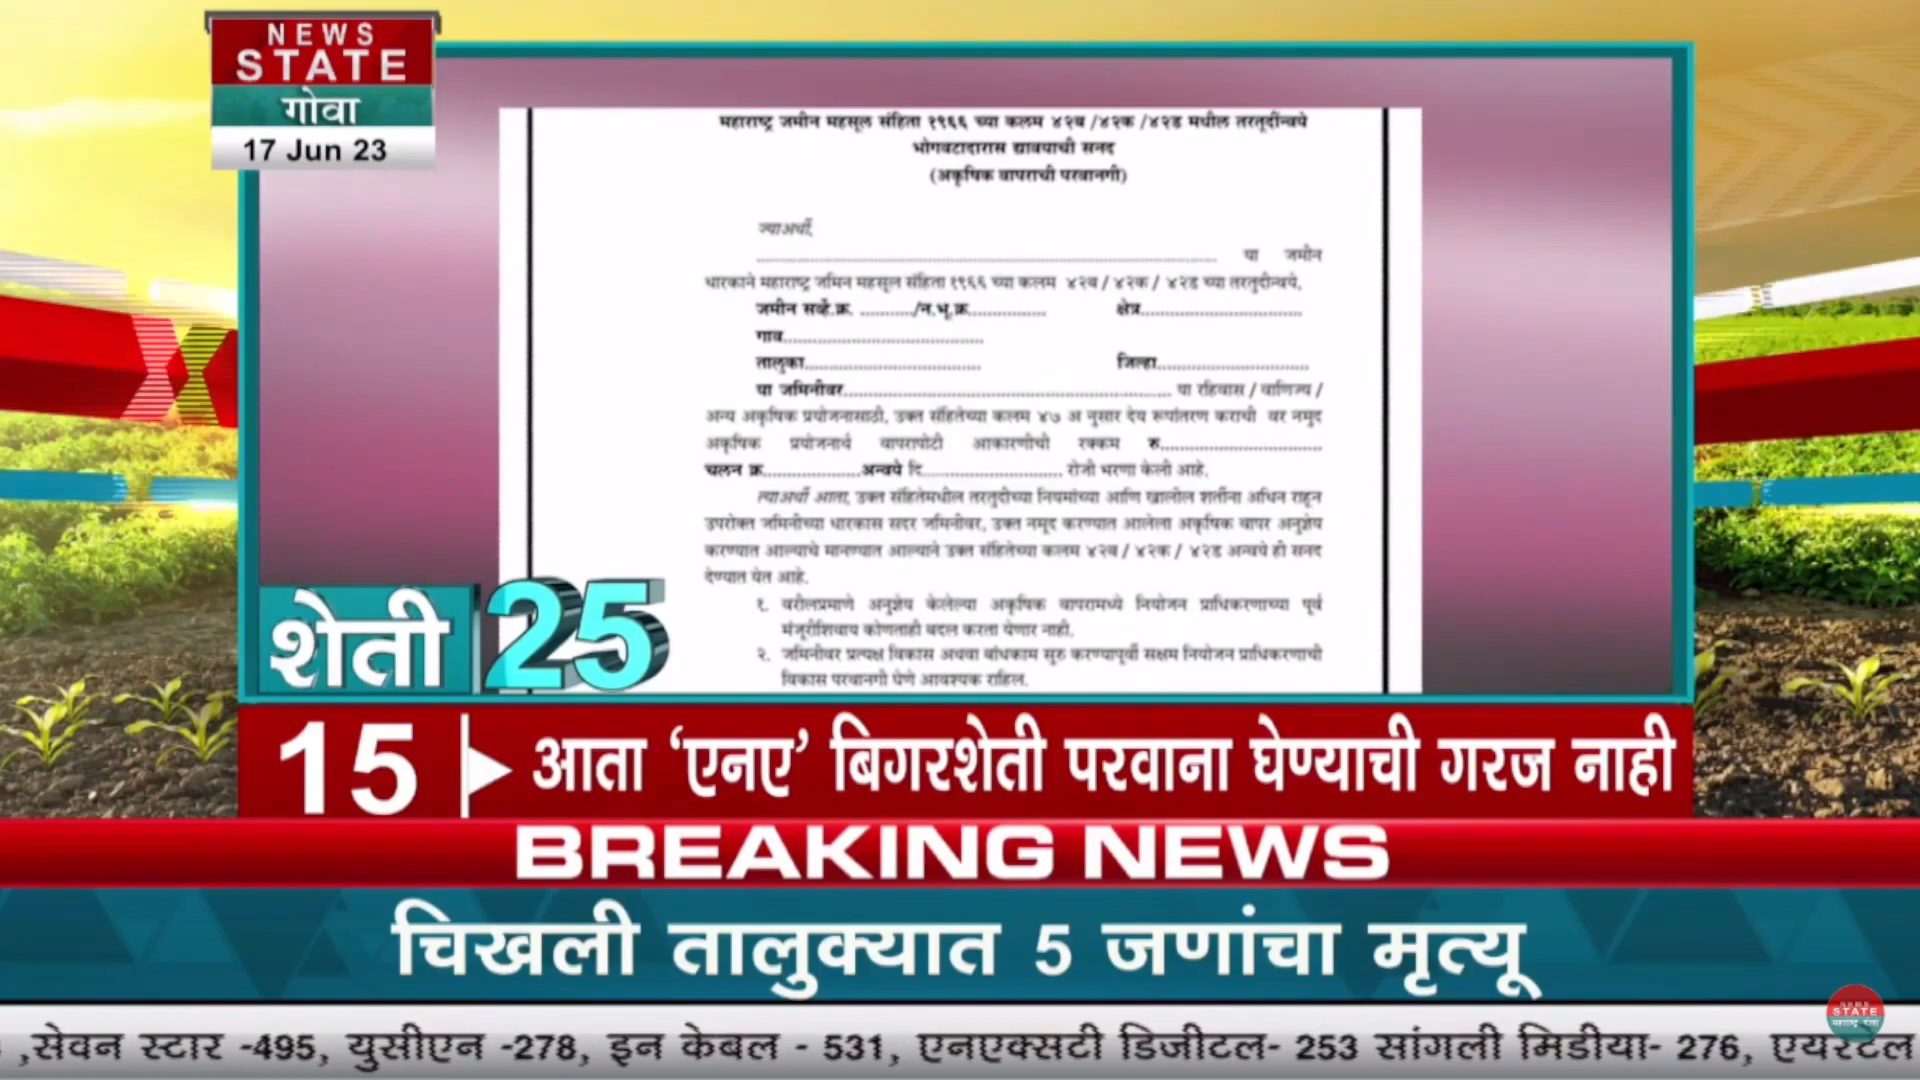 NEWS
STATE
गोवा
17 Jun 23
महाराष्ट्र जमीन महसूल संहिता १९६६ च्या कलम ४२ब /४२क /४२ड मधील तरतूदींन्वये
भोगवटादारास द्यावयाची सनद
(अकृषिक वापराची परवानगी)
ज्याअर्थी,
............ या जमीन
धारकाने महाराष्ट्र जमिन महसूल संहिता १९६६ च्या कलम ४२ब / ४२क / ४२ड च्या तरतुदीन्वये,
जमीन सर्व्हे.क्र. .........../न.भू.क्र................ क्षेत्र................................
गाव........................................
तालुका................................... जिल्हा..............................
या जमिनीवर................................................................. या रहिवास / वाणिज्य /
अन्य अकृषिक प्रयोजनासाठी, उक्त संहितेच्या कलम ४७ अ नुसार देय रूपांतरण कराची वर नमुद
अकृषिक प्रयोजनार्थ वापरापोटी आकारणीची रक्कम रु................................
चलन क्र...................अन्वये दि............................ रोजी भरणा केली आहे.
त्याअर्थी आता, उक्त संहितेमधील तरतुदीच्या नियमांच्या आणि खालील शर्तीना अधिन राहून
उपरोक्त जमिनीच्या धारकास सदर जमिनीवर, उक्त नमूद करण्यात आलेला अकृषिक वापर अनुज्ञेय
करण्यात आल्याचे मानण्यात आल्याने उक्त संहितेच्या कलम ४२ब / ४२क / ४२ड अन्वये ही सनद
देण्यात येत आहे.
१. वरीलप्रमाणे अनुज्ञेय केलेल्या अकृषिक वापरामध्ये नियोजन प्राधिकरणाच्या पूर्व
मंजूरीशिवाय कोणताही बदल करता येणार नाही.
२. जमिनीवर प्रत्यक्ष विकास अथवा बांधकाम सुरु करण्यापूर्वी सक्षम नियोजन प्राधिकरणाची
विकास परवानगी घेणे आवश्यक राहिल.
शेती 25
15 आता ‘एनए’ बिगरशेती परवाना घेण्याची गरज नाही
BREAKING NEWS
चिखली तालुक्यात 5 जणांचा मृत्यू
,सेवन स्टार -495, युसीएन -278, इन केबल - 531, एनएक्सटी डिजीटल- 253 सांगली मिडीया- 276, एयरटेल
STATE